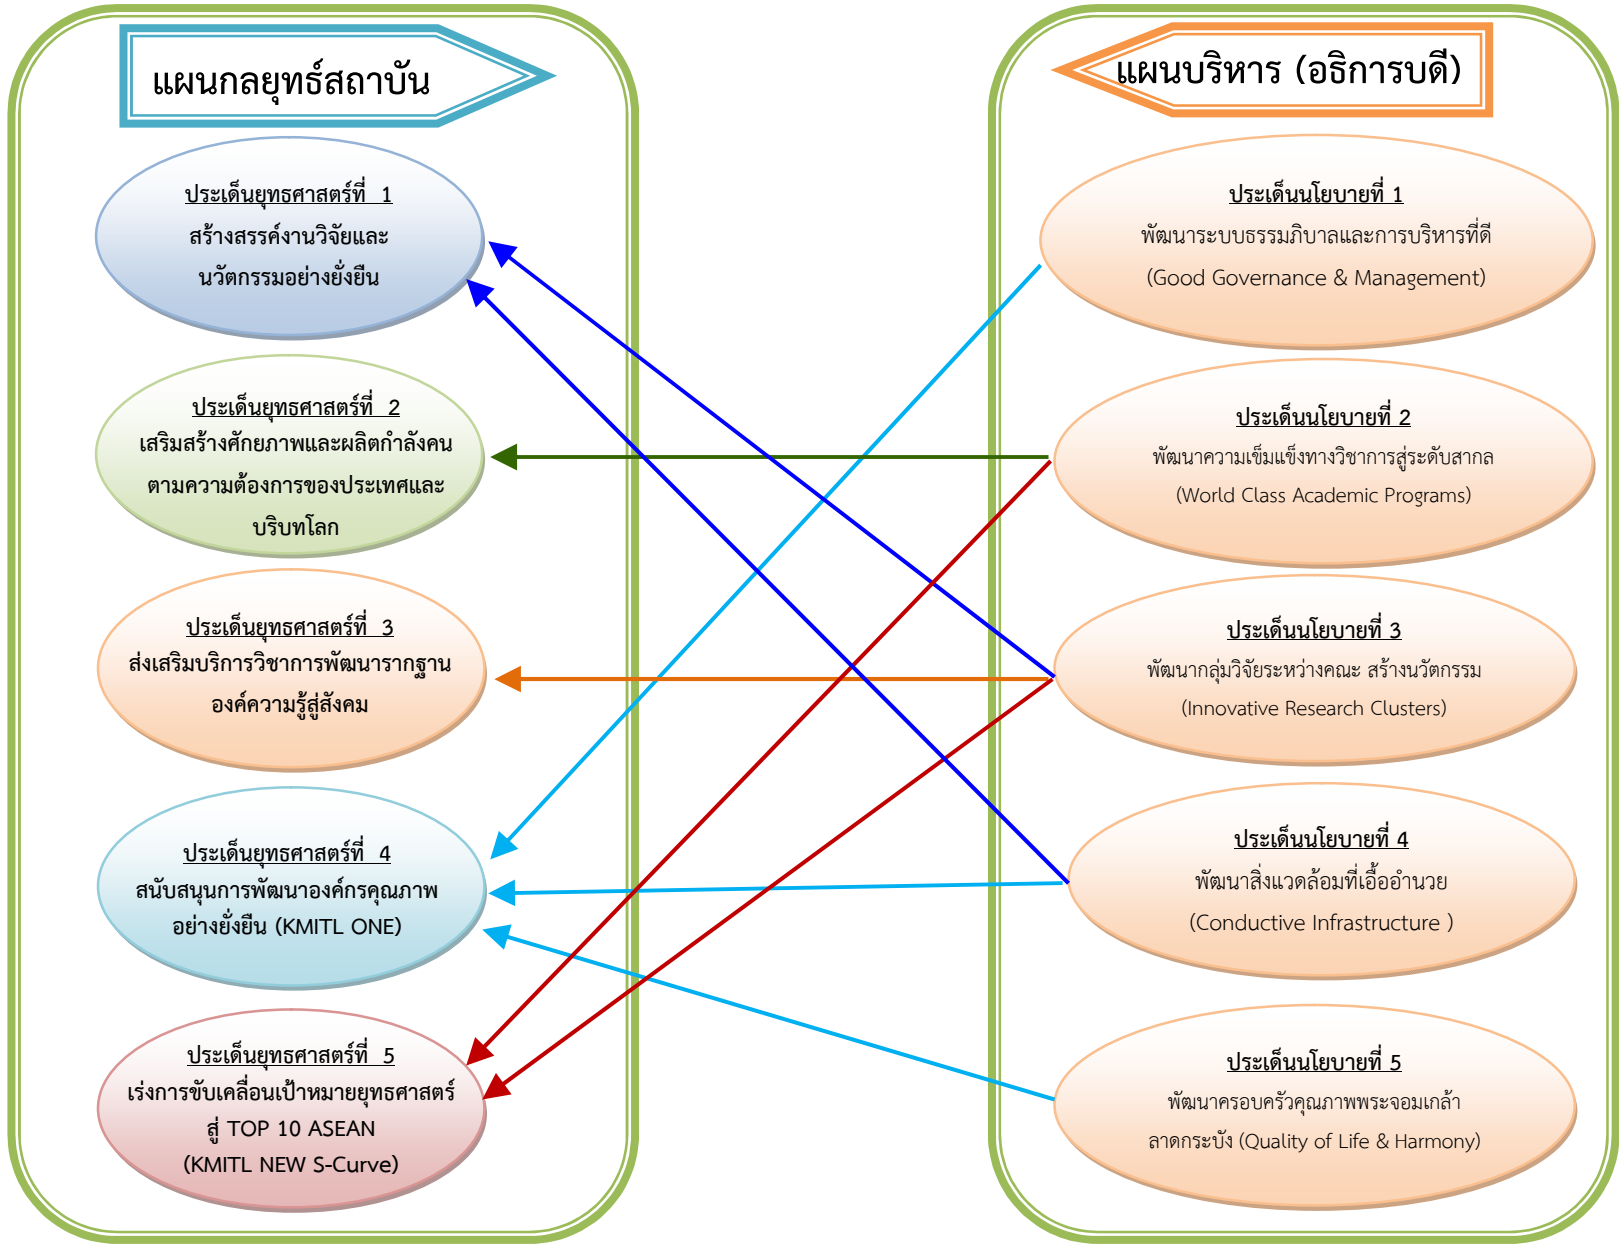 แผนกลยุทธ์สถาบัน
ประเด็นยุทธศาสตร์ที่ 1
สร้างสรรค์งานวิจัยและ
นวัตกรรมอย่างยั่งยืน
ประเด็นยุทธศาสตร์ที่ 2
เสริมสร้างศักยภาพและผลิตกำลังคน
ตามความต้องการของประเทศและ
บริบทโลก
ประเด็นยุทธศาสตร์ที่ 3
ส่งเสริมบริการวิชาการพัฒนารากฐาน
องค์ความรู้สู่สังคม
ประเด็นยุทธศาสตร์ที่ 4
สนับสนุนการพัฒนาองค์กรคุณภาพ
อย่างยั่งยืน (KMITL ONE)
ประเด็นยุทธศาสตร์ที่ 5
เร่งการขับเคลื่อนเป้าหมายยุทธศาสตร์
สู่ TOP 10 ASEAN
(KMITL NEW S-Curve)
แผนบริหาร (อธิการบดี)
ประเด็นนโยบายที่ 1
พัฒนาระบบธรรมภิบาลและการบริหารที่ดี
(Good Governance & Management)
ประเด็นนโยบายที่ 2
พัฒนาความเข็มแข็งทางวิชาการสู่ระดับสากล
(World Class Academic Programs)
ประเด็นนโยบายที่ 3
พัฒนากลุ่มวิจัยระหว่างคณะ สร้างนวัตกรรม
(Innovative Research Clusters)
ประเด็นนโยบายที่ 4
พัฒนาสิ่งแวดล้อมที่เอื้ออำนวย
(Conductive Infrastructure )
ประเด็นนโยบายที่ 5
พัฒนาครอบครัวคุณภาพพระจอมเกล้า
ลาดกระบัง (Quality of Life & Harmony)